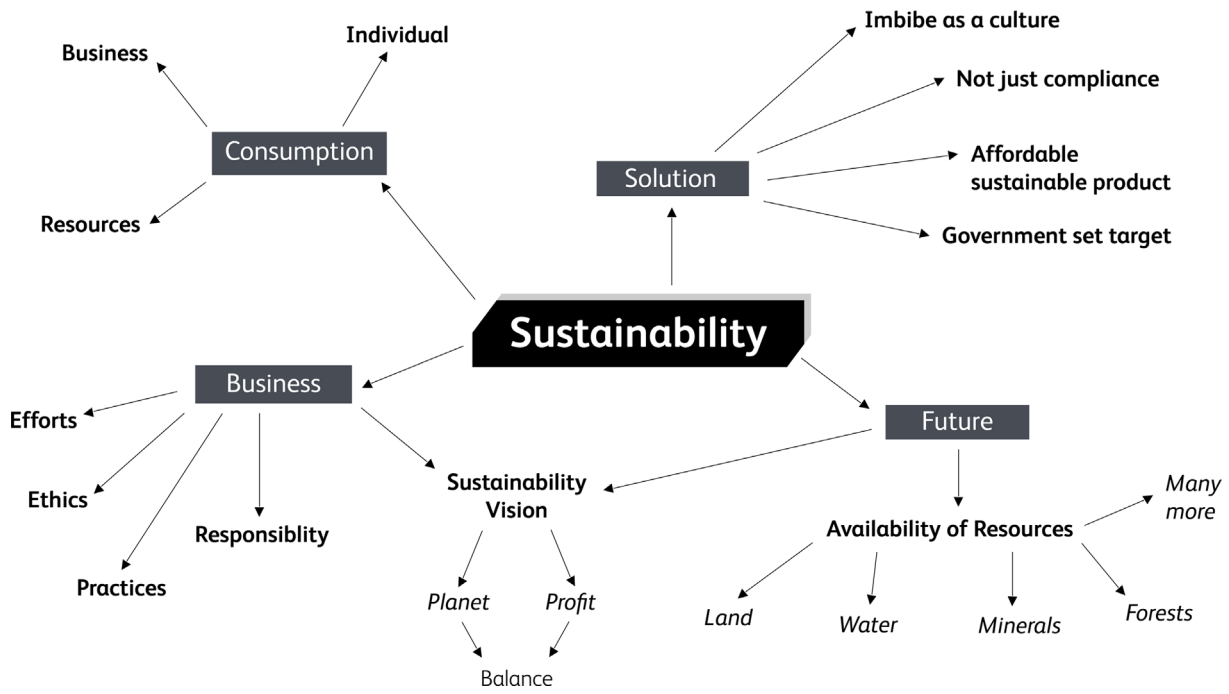 Imbibe as a culture
Individual
Business
Not just compliance
Consumption
Affordable
sustainable product
Solution
Resources
Government set target
Sustainability
Business
Efforts
Future
Sustainability
Vision
Many
more
Ethics
Responsiblity
Availability of Resources
Practices
Planet
Profit
Land
Water
Minerals
Forests
Balance